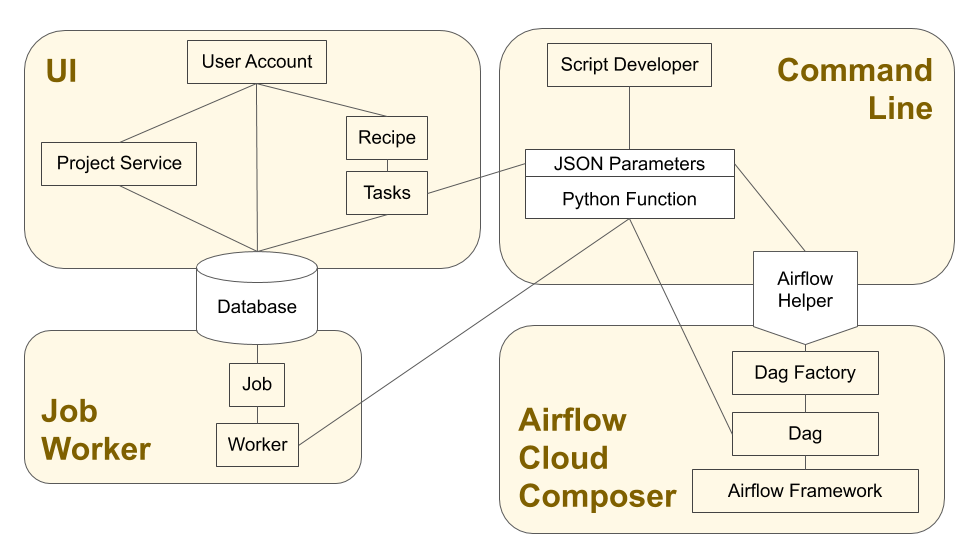 UI
User Account
Project Service
Recipe
Tasks
Database
Command
Line
Script Developer
JSON Parameters
Python Function
Airflow
Helper
Job
Worker
Job
Worker
Airflow
Cloud
Composer
Dag Factory
Dag
Airflow Framework